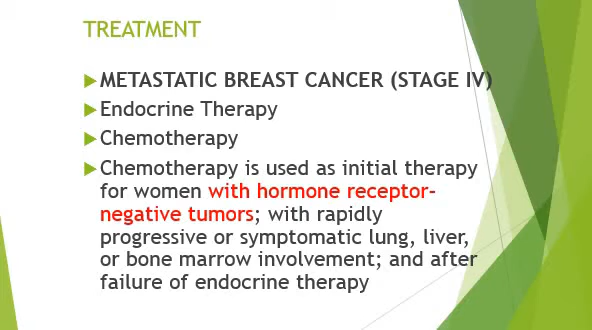 TREATMENT
METASTATIC BREAST CANCER (STAGE IV)
Endocrine Therapy
Chemotherapy
Chemotherapy is used as initial therapy
for women with hormone receptor-
negative tumors; with rapidly
progressive or symptomatic lung, liver,
or bone marrow involvement; and after
failure of endocrine therapy